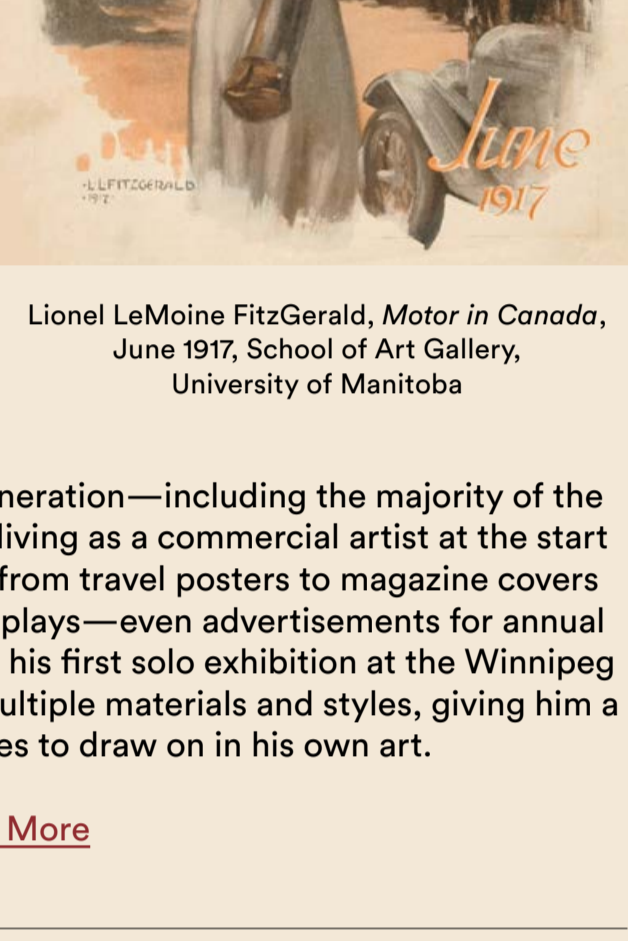 June
1917
·L LFITZGERALD
·1917·
Lionel LeMoine FitzGerald, Motor in Canada,
June 1917, School of Art Gallery,
University of Manitoba
neration—including the majority of the
living as a commercial artist at the start
from travel posters to magazine covers
plays—even advertisements for annual
his first solo exhibition at the Winnipeg
ultiple materials and styles, giving him a
es to draw on in his own art.
More